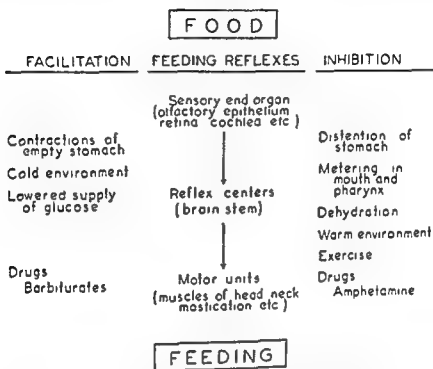 FOOD
FACILITATION
FEEDING REFLEXES
INHIBITION
Sensory end organ
(olfactory epithelium
retina cochlea etc)
Contractions of
empty stomach
Cold environment
Lowered supply
of glucose
Drugs
Barbiturates
Reflex centers
(brain stem)
Motor units
(muscles of head neck
mastication etc)
Distention of
stomach
Metering in
mouth and
pharynx
Dehydration
Warm environment
Exercise
Drugs
Amphetamine
FEEDING